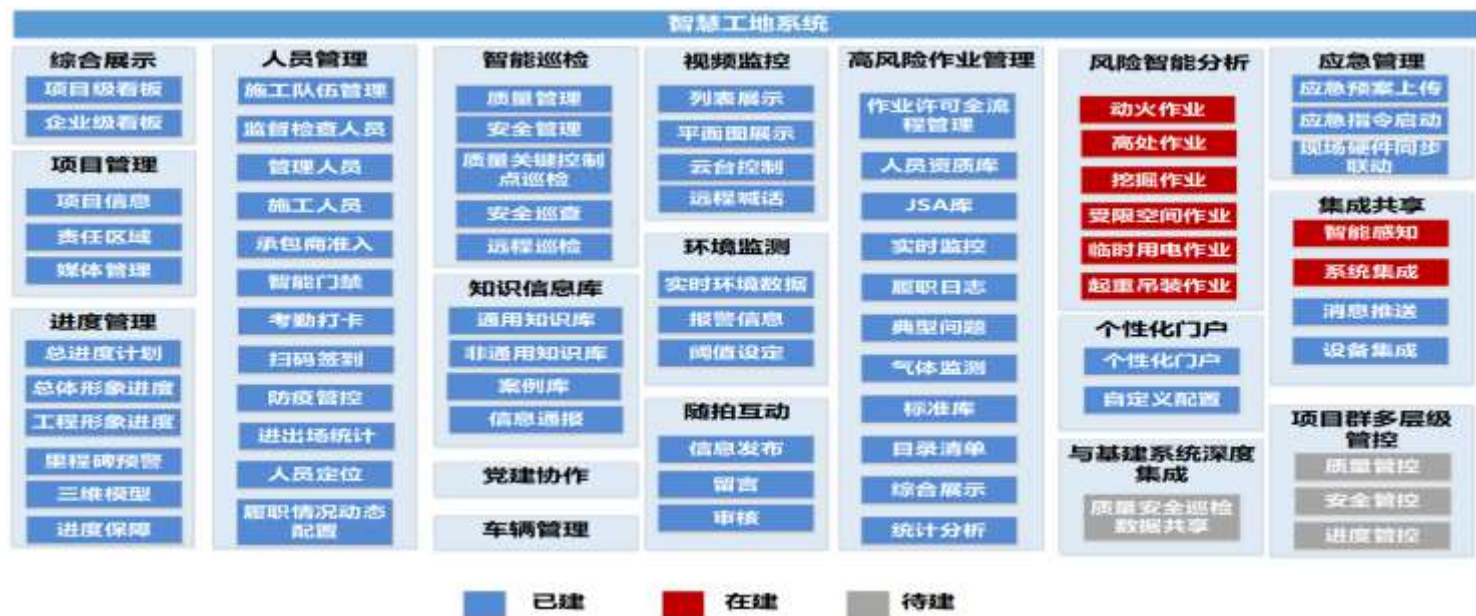 智慧工地系统
综合展示
项目级看板
企业级看板
项目管理
项目信息
责任区域
媒体管理
进度管理
总进度计划
总体形象进度
工程形象进度
里程碑预警
三维模型
进度保障
人员管理
施工队伍管理
监督检查人员
管理人员
施工人员
承包商准入
智能门禁
考勤打卡
扫码签到
防疫管控
进出场统计
人员定位
履职情况动态
配置
智能巡检
质量管理
安全管理
质量关键控制
点巡检
安全巡查
远程巡检
知识信息库
通用知识库
非通用知识库
案例库
信息通报
党建协作
车辆管理
视频监控
列表展示
平面图展示
云台控制
远程喊话
环境监测
实时环境数据
报警信息
阈值设定
随拍互动
信息发布
留言
审核
高风险作业管理
作业许可全流
程管理
人员资质库
JSA库
实时监控
履职日志
典型问题
气体监测
标准库
目录清单
综合展示
统计分析
风险智能分析
动火作业
高处作业
挖掘作业
受限空间作业
临时用电作业
起重吊装作业
个性化门户
个性化门户
自定义配置
与基建系统深度
集成
质量安全巡检
数据共享
应急管理
应急预案上传
应急指令启动
现场硬件同步
联动
集成共享
智能感知
系统集成
消息推送
设备集成
项目群多层级
管控
质量管控
安全管控
进度管控
已建
在建
待建